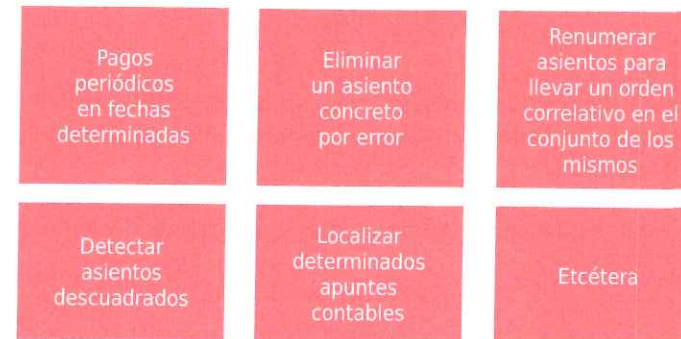 Pagos
periódicos
en fechas
determinadas
Eliminar
un asiento
concreto
por error
Renumerar
asientos para
llevar un orden
correlativo en el
conjunto de los
mismos
Detectar
asientos
descuadrados
Localizar
determinados
apuntes
contables
Etcétera